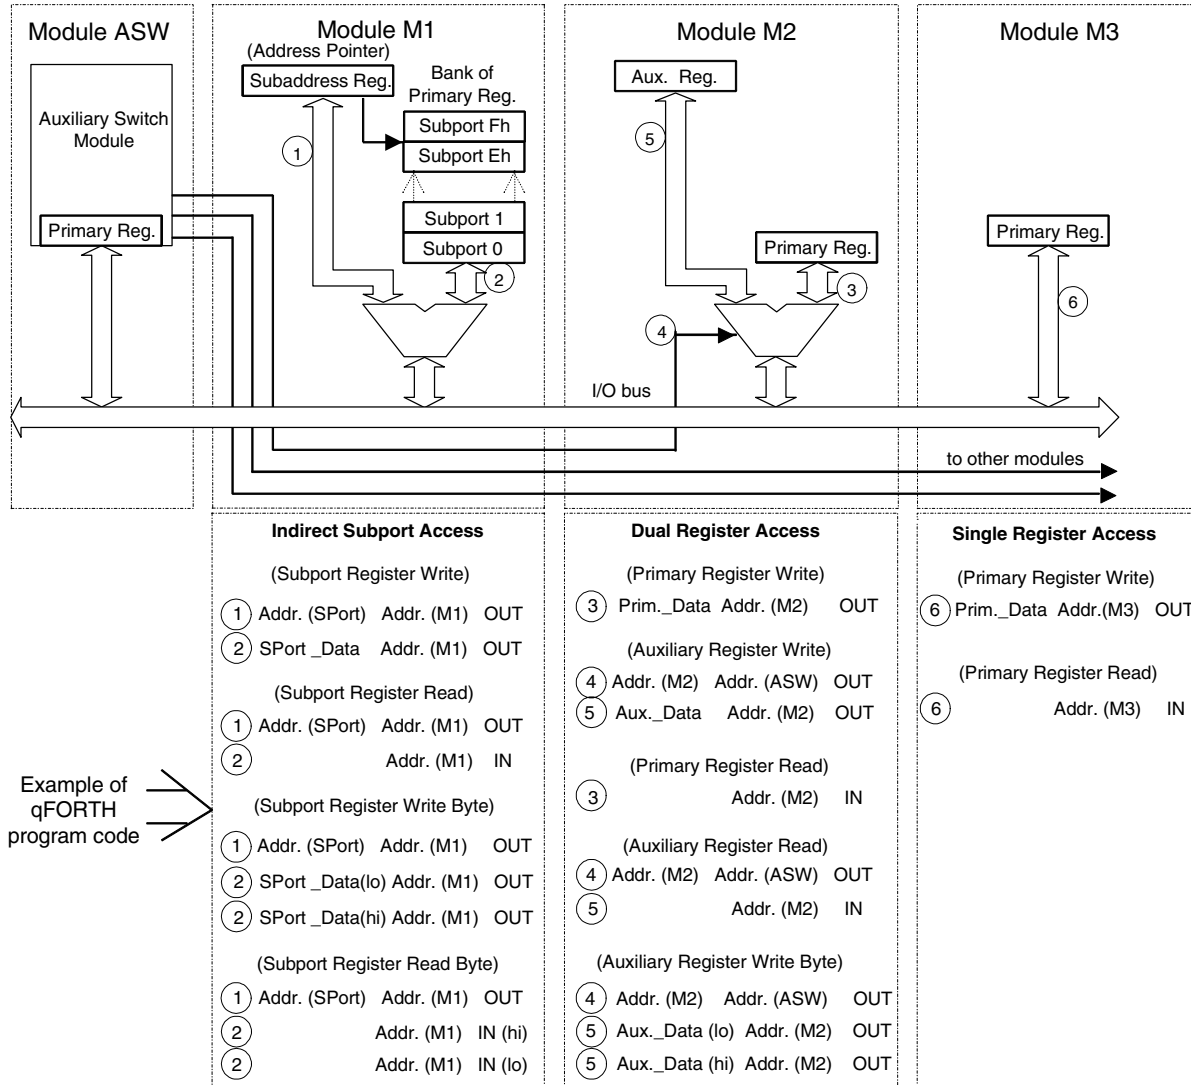 Module ASW
Auxiliary Switch
Module
Primary Reg.
Module M1
(Address Pointer)
Subaddress Reg.
Bank of
Primary Reg.
Subport Fh
Subport Eh
Subport 1
Subport 0
1
2
Module M2
Aux. Reg.
5
Primary Reg.
3
4
Module M3
Primary Reg.
6
I/O bus
to other modules
Example of
qFORTH
program code
Indirect Subport Access
(Subport Register Write)
1 Addr. (SPort) Addr. (M1) OUT
2 SPort _Data Addr. (M1) OUT
(Subport Register Read)
1 Addr. (SPort) Addr. (M1) OUT
2 Addr. (M1) IN
(Subport Register Write Byte)
1 Addr. (SPort) Addr. (M1) OUT
2 SPort _Data(lo) Addr. (M1) OUT
2 SPort _Data(hi) Addr. (M1) OUT
(Subport Register Read Byte)
1 Addr. (SPort) Addr. (M1) OUT
2 Addr. (M1) IN (hi)
2 Addr. (M1) IN (lo)
Dual Register Access
(Primary Register Write)
3 Prim._Data Addr. (M2) OUT
(Auxiliary Register Write)
4 Addr. (M2) Addr. (ASW) OUT
5 Aux._Data Addr. (M2) OUT
(Primary Register Read)
3 Addr. (M2) IN
(Auxiliary Register Read)
4 Addr. (M2) Addr. (ASW) OUT
5 Addr. (M2) IN
(Auxiliary Register Write Byte)
4 Addr. (M2) Addr. (ASW) OUT
5 Aux._Data (lo) Addr. (M2) OUT
5 Aux._Data (hi) Addr. (M2) OUT
Single Register Access
(Primary Register Write)
6 Prim._Data Addr.(M3) OUT
(Primary Register Read)
6 Addr. (M3) IN